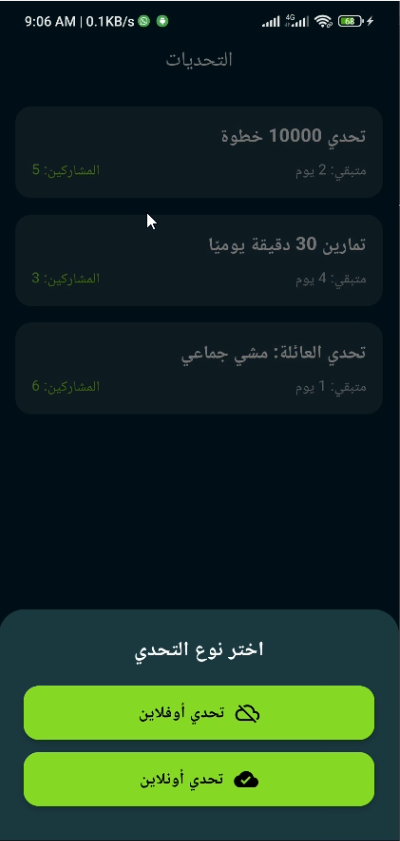 9:06 AM | 0.1KB/s 4G 68
التحديات
تحدي 10000 خطوة
متبقي: 2 يوم المشاركين: 5
تمارين 30 دقيقة يوميًا
متبقي: 4 يوم المشاركين: 3
تحدي العائلة: مشي جماعي
متبقي: 1 يوم المشاركين: 6
اختر نوع التحدي
تحدي أوفلاين
تحدي أونلاين